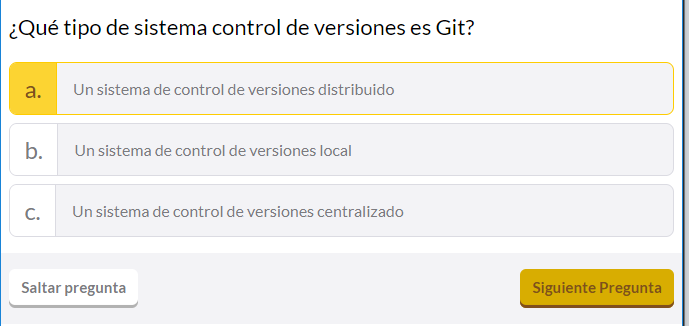 ¿Qué tipo de sistema control de versiones es Git?
a. Un sistema de control de versiones distribuido
b. Un sistema de control de versiones local
c. Un sistema de control de versiones centralizado
Saltar pregunta Siguiente Pregunta